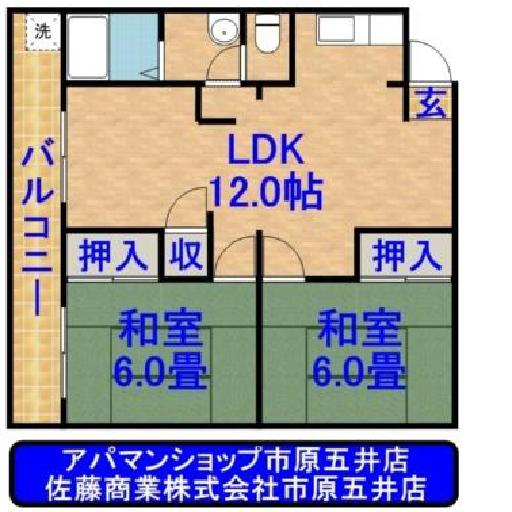 洗
玄
バルコニー
LDK
12.0帖
押入
収
押入
和室
6.0畳
和室
6.0畳
アパマンショップ市原五井店
佐藤商業株式会社市原五井店